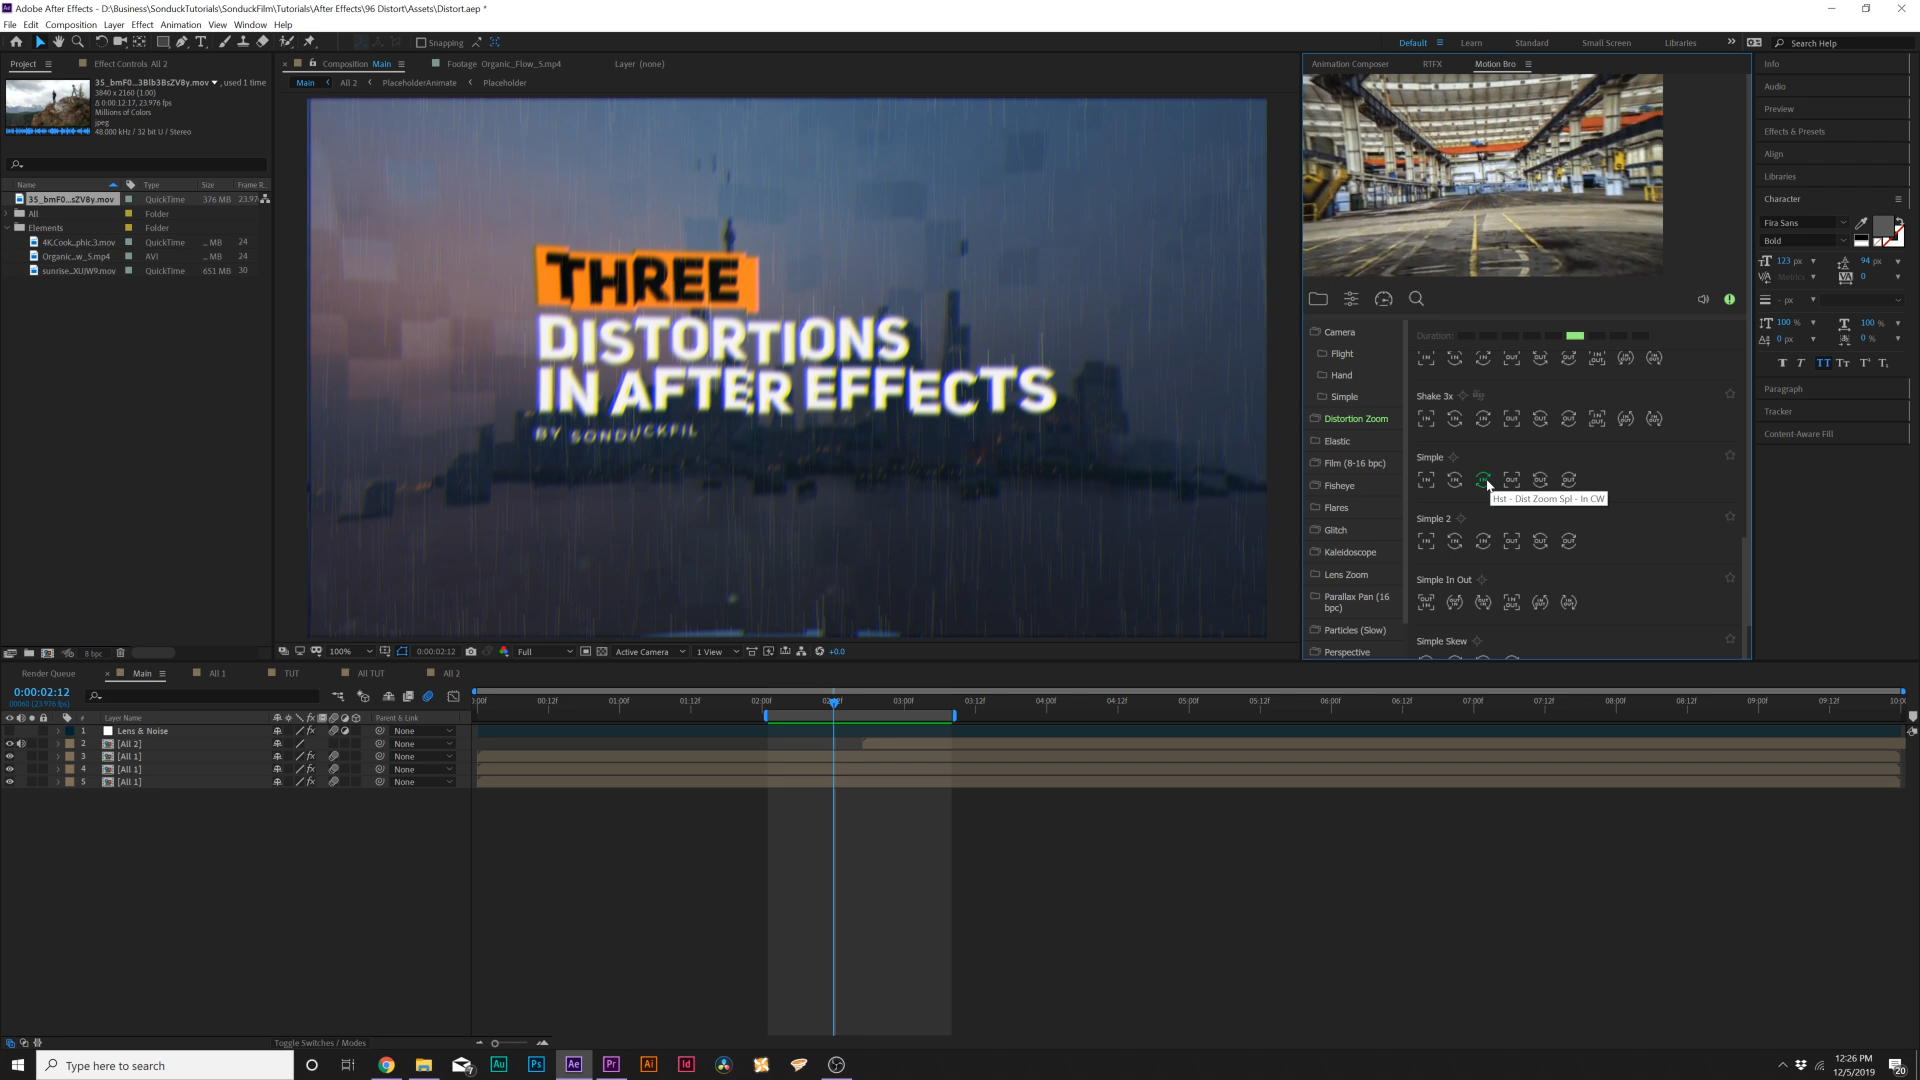 Adobe After Effects - D:\Business\SonduckTutorials\SonduckFilm\Tutorials\After Effects\96 Distort\Assets\Distort.aep *
File Edit Composition Layer Effect Animation View Window Help
Snapping
Default Learn Standard Small Screen Libraries Search Help
Project Effect Controls All 2
35_bmF0...3Blb3BsZV8y.mov , used 1 time
3840 x 2160 (1.00)
Δ 0:00:12:17, 23.976 fps
Millions of Colors
jpeg
48.000 kHz / 32 bit U / Stereo
Name Type Size Frame R...
35_bmF0...sZV8y.mov QuickTime 376 MB 23.97
All Folder
Elements Folder
4K.Cook...phic.3.mov QuickTime ... MB 24
Organic...w_5.mp4 AVI ... MB 24
sunrise...XUJW9.mov QuickTime 651 MB 30
Composition Main Footage Organic_Flow_5.mp4 Layer (none)
Main All 2 PlaceholderAnimate Placeholder
THREE
DISTORTIONS
IN AFTER EFFECTS
BY SONDUCKFIL
100% 0:00:02:12 Full Active Camera 1 View +0.0
8 bpc
Animation Composer RTFX Motion Bro
Camera
Flight
Hand
Simple
Distortion Zoom
Elastic
Film (8-16 bpc)
Fisheye
Flares
Glitch
Kaleidoscope
Lens Zoom
Parallax Pan (16 bpc)
Particles (Slow)
Perspective
Duration:
Shake 3x
Simple
Hst - Dist Zoom Spl - In CW
Simple 2
Simple In Out
Simple Skew
Info
Audio
Preview
Effects & Presets
Align
Libraries
Character
Fira Sans
Bold
123 px 94 px
Metrics 0
- px
100 % 100 %
0 px 0 %
Paragraph
Tracker
Content-Aware Fill
Render Queue Main All 1 TUT All TUT All 2
0:00:02:12
00060 (23.976 fps)
:00f 00:12f 01:00f 01:12f 02:00f 03:00f 03:12f 04:00f 04:12f 05:00f 05:12f 06:00f 06:12f 07:00f 07:12f 08:00f 08:12f 09:00f 09:12f
# Layer Name Parent & Link
1 Lens & Noise None
2 [All 2] None
3 [All 1] None
4 [All 1] None
5 [All 1] None
Toggle Switches / Modes
Type here to search
12:26 PM
12/5/2019
20